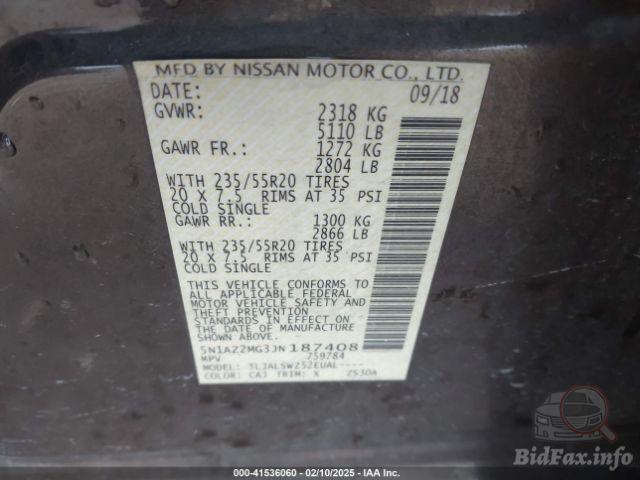 MFD BY NISSAN MOTOR CO., LTD.
DATE: 09/18
GVWR: 2318 KG
5110 LB
GAWR FR.: 1272 KG
2804 LB
WITH 235/55R20 TIRES
20 X 7.5 RIMS AT 35 PSI
COLD SINGLE
GAWR RR.: 1300 KG
2866 LB
WITH 235/55R20 TIRES
20 X 7.5 RIMS AT 35 PSI
COLD SINGLE
THIS VEHICLE CONFORMS TO
ALL APPLICABLE FEDERAL
MOTOR VEHICLE SAFETY AND
THEFT PREVENTION
STANDARDS IN EFFECT ON
THE DATE OF MANUFACTURE
SHOWN ABOVE.
5N1AZ2MG3JN187408
MPV -759784
MODEL: TLJALSWZ52EUAL----
COLOR: CAJ TRIM: X Z530A
000-41536060 — 02/10/2025 — IAA Inc.
BidFax.info